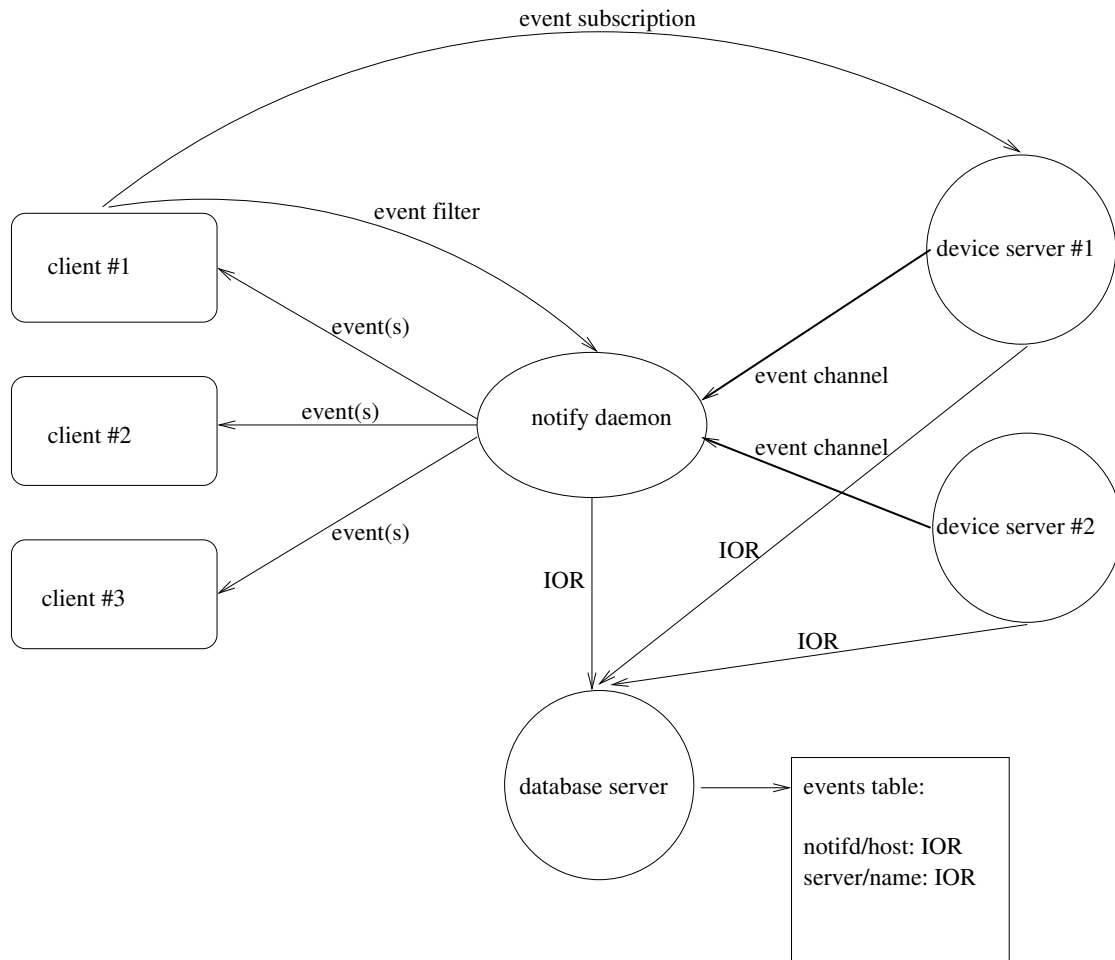 event subscription
event filter
device server #1
client #1
event(s)
event channel
event(s)
notify daemon
client #2
event channel
event(s)
device server #2
IOR
IOR
client #3
IOR
database server
events table:
notifd/host: IOR
server/name: IOR